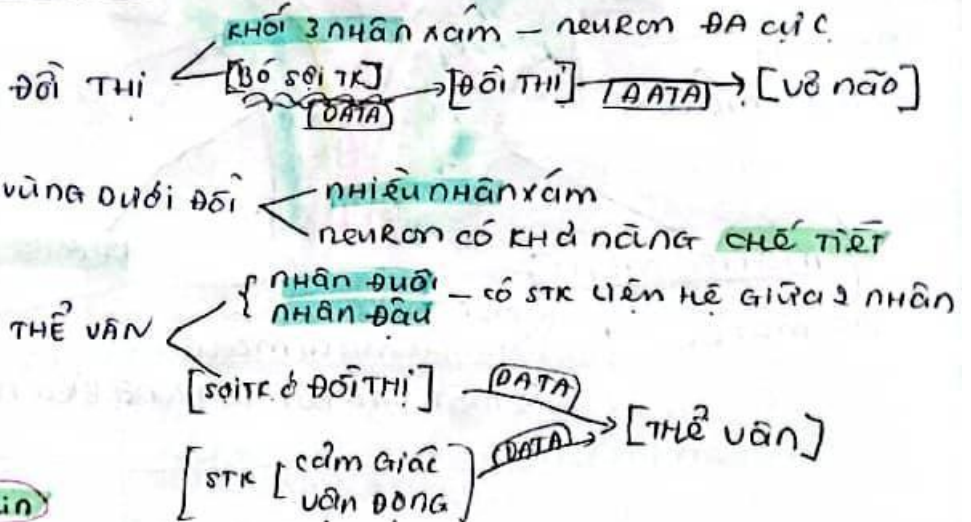 KHỐI 3 nHân xám – neuRon ĐA cực
ĐỒI THỊ
[Bó sợi TK] → [ĐỒI THỊ] → [vỏ não]
DATA
DATA
vùnG Dưới Đồi
nHiều nHân xám
neuRon có KHả nănG CHẾ TIẾT
THỂ VÂN
nHân Đuôi
nHân Đậu
– có STK liên Hệ Giữa 2 nHân
[sợi TK ở ĐỒI THỊ] DATA
[THỂ vân]
DATA
[STK [cảm Giác
vận ĐộnG]
in